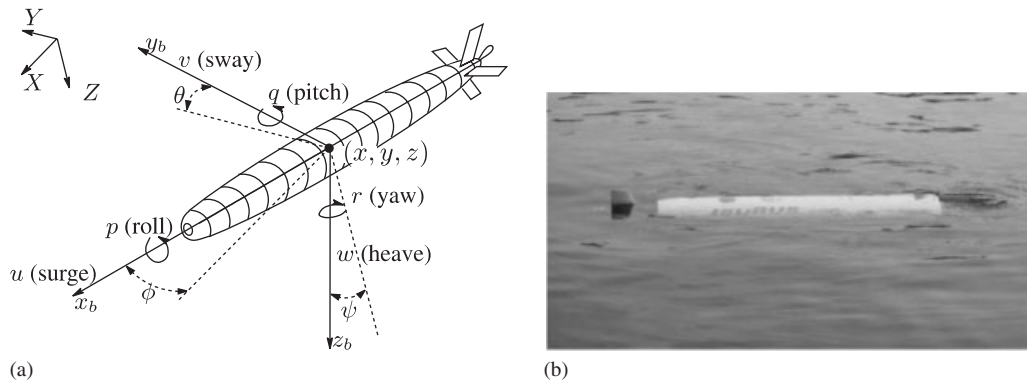 Y
X
Z
y_b
v (sway)
θ
q (pitch)
(x, y, z)
r (yaw)
p (roll)
w (heave)
u (surge)
x_b
ϕ
ψ
z_b
(a)
(b)